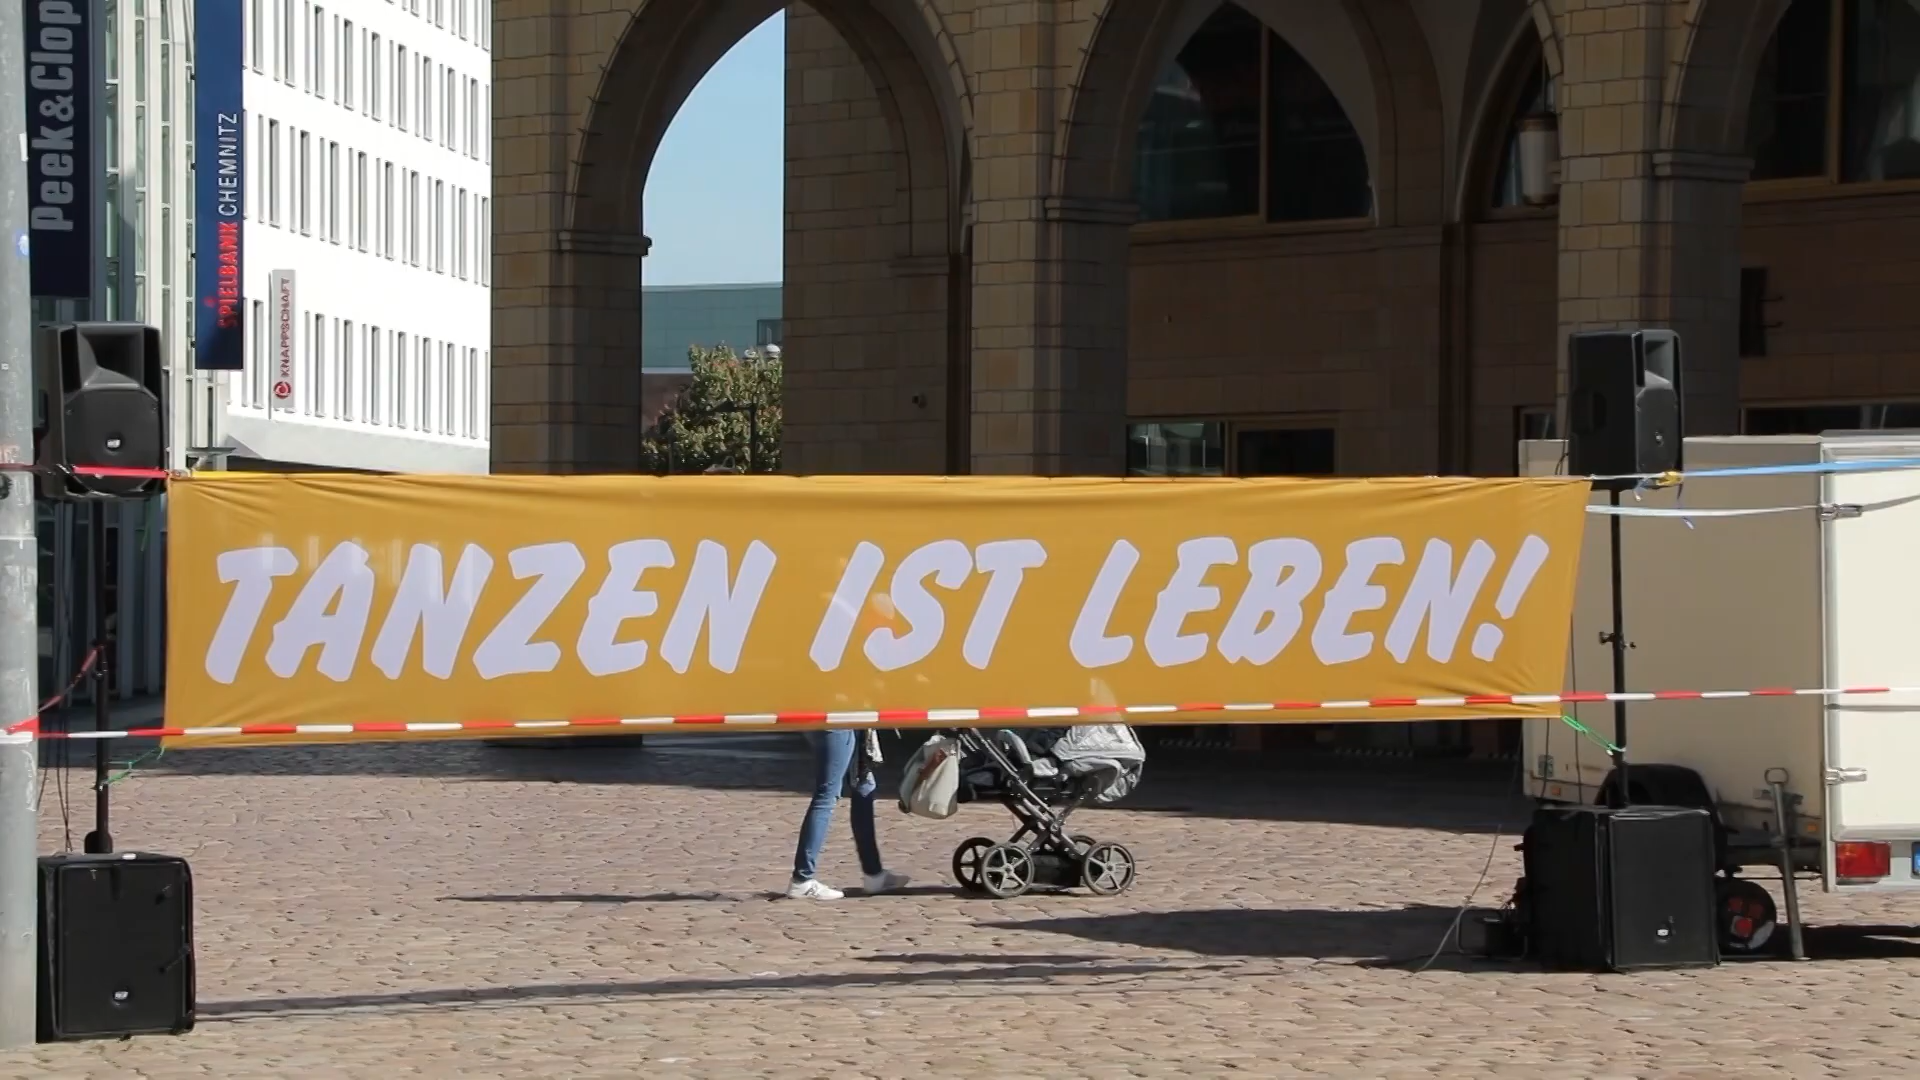 Peek&Clop
SPIELBANK CHEMNITZ
KNAPPSCHAFT
TANZEN IST LEBEN!